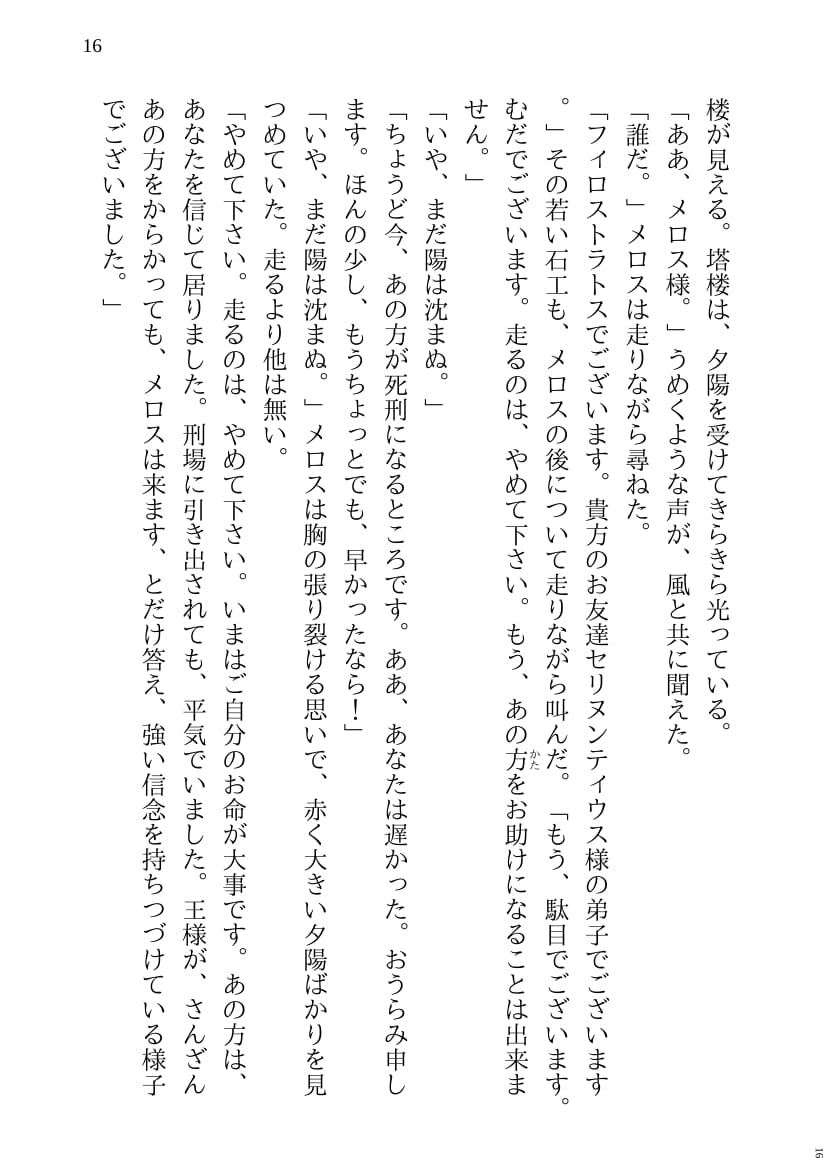 16
楼が見える。塔楼は、夕陽を受けてきらきら光っている。
「ああ、メロス様。」うめくような声が、風と共に聞えた。
「誰だ。」メロスは走りながら尋ねた。
「フィロストラトスでございます。貴方のお友達セリヌンティウス様の弟子でございます
。」その若い石工も、メロスの後について走りながら叫んだ。「もう、駄目でございます。
むだでございます。走るのは、やめて下さい。もう、あの方かたをお助けになることは出来ま
せん。」
「いや、まだ陽は沈まぬ。」
「ちょうど今、あの方が死刑になるところです。ああ、あなたは遅かった。おうらみ申し
ます。ほんの少し、もうちょっとでも、早かったなら！」
「いや、まだ陽は沈まぬ。」メロスは胸の張り裂ける思いで、赤く大きい夕陽ばかりを見
つめていた。走るより他は無い。
「やめて下さい。走るのは、やめて下さい。いまはご自分のお命が大事です。あの方は、
あなたを信じて居りました。刑場に引き出されても、平気でいました。王様が、さんざん
あの方をからかっても、メロスは来ます、とだけ答え、強い信念を持ちつづけている様子
でございました。」
16